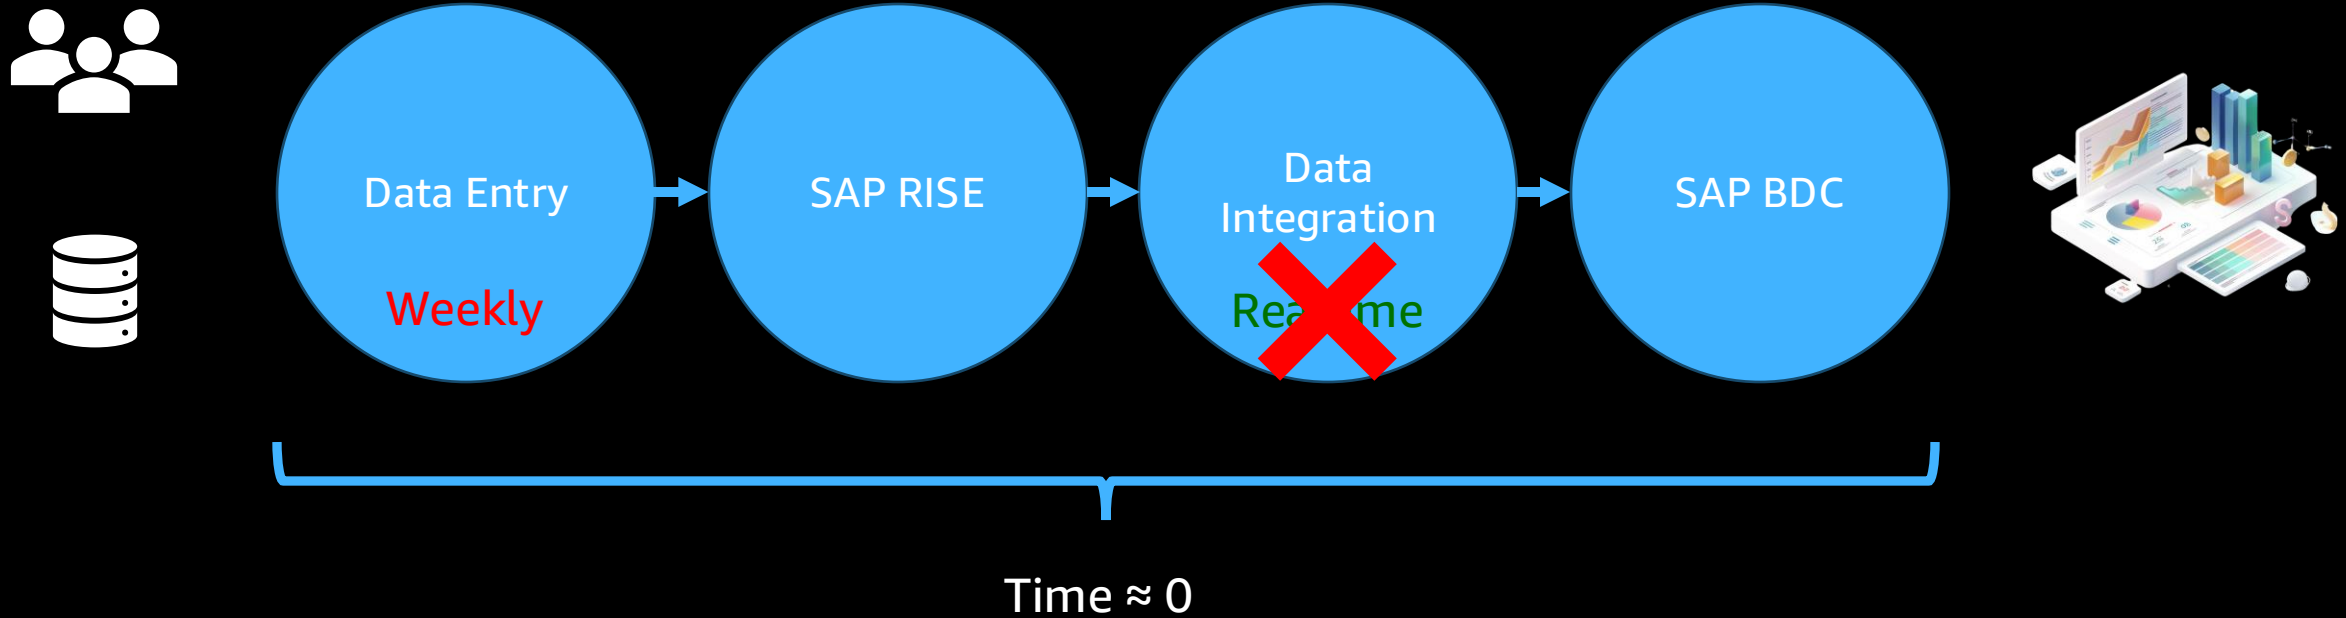 Data Entry
Weekly
SAP RISE
Data
Integration
SAP BDC
Time ≈ 0